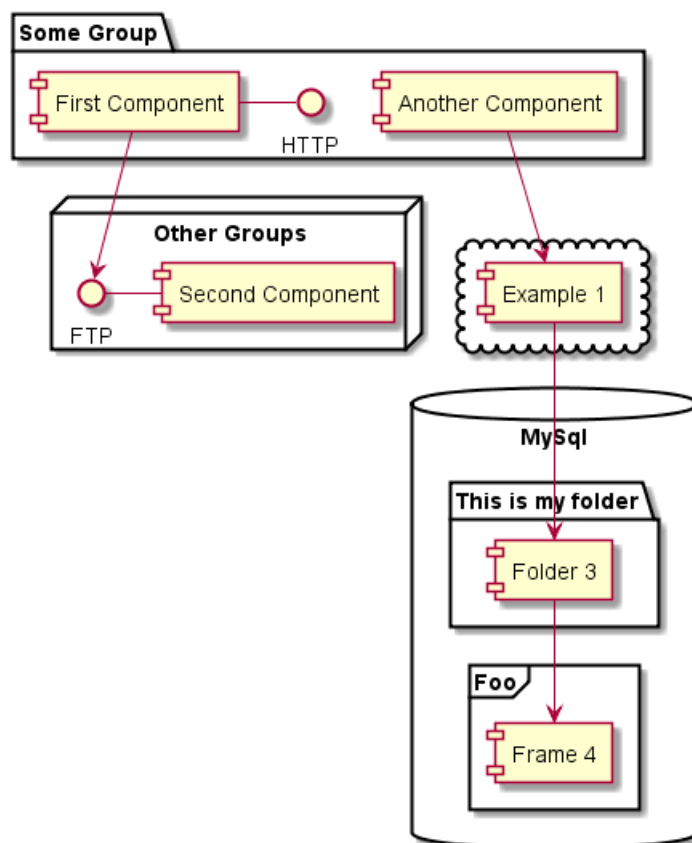 Some Group
First Component
Another Component
HTTP
Other Groups
Second Component
FTP
Example 1
MySql
This is my folder
Folder 3
Foo
Frame 4